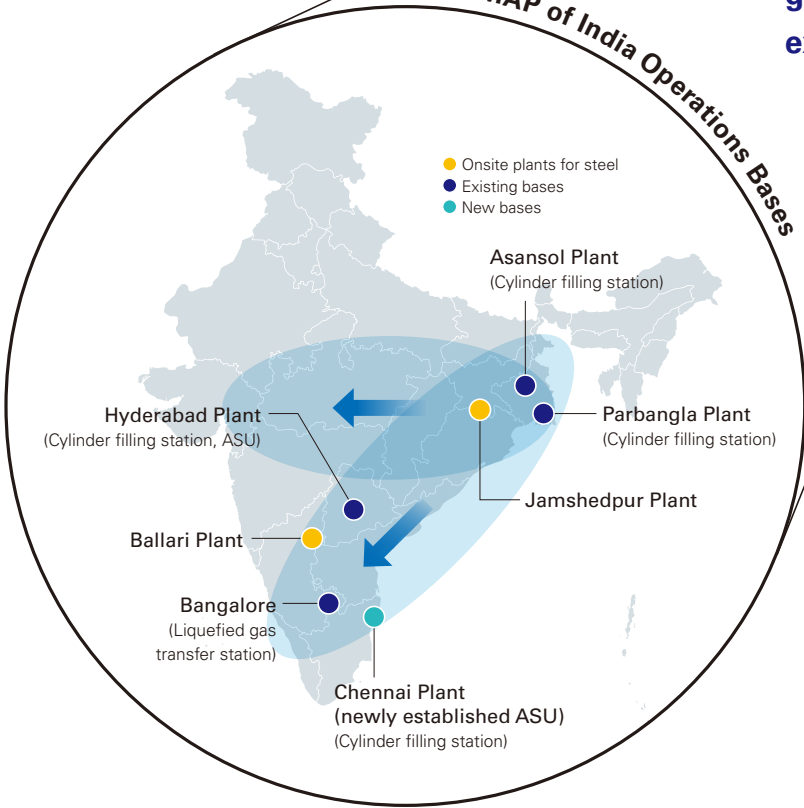 MAP of India Operations Bases
Onsite plants for steel
Existing bases
New bases
Asansol Plant
(Cylinder filling station)
Hyderabad Plant
(Cylinder filling station, ASU)
Parbangla Plant
(Cylinder filling station)
Jamshedpur Plant
Ballari Plant
Bangalore
(Liquefied gas
transfer station)
Chennai Plant
(newly established ASU)
(Cylinder filling station)